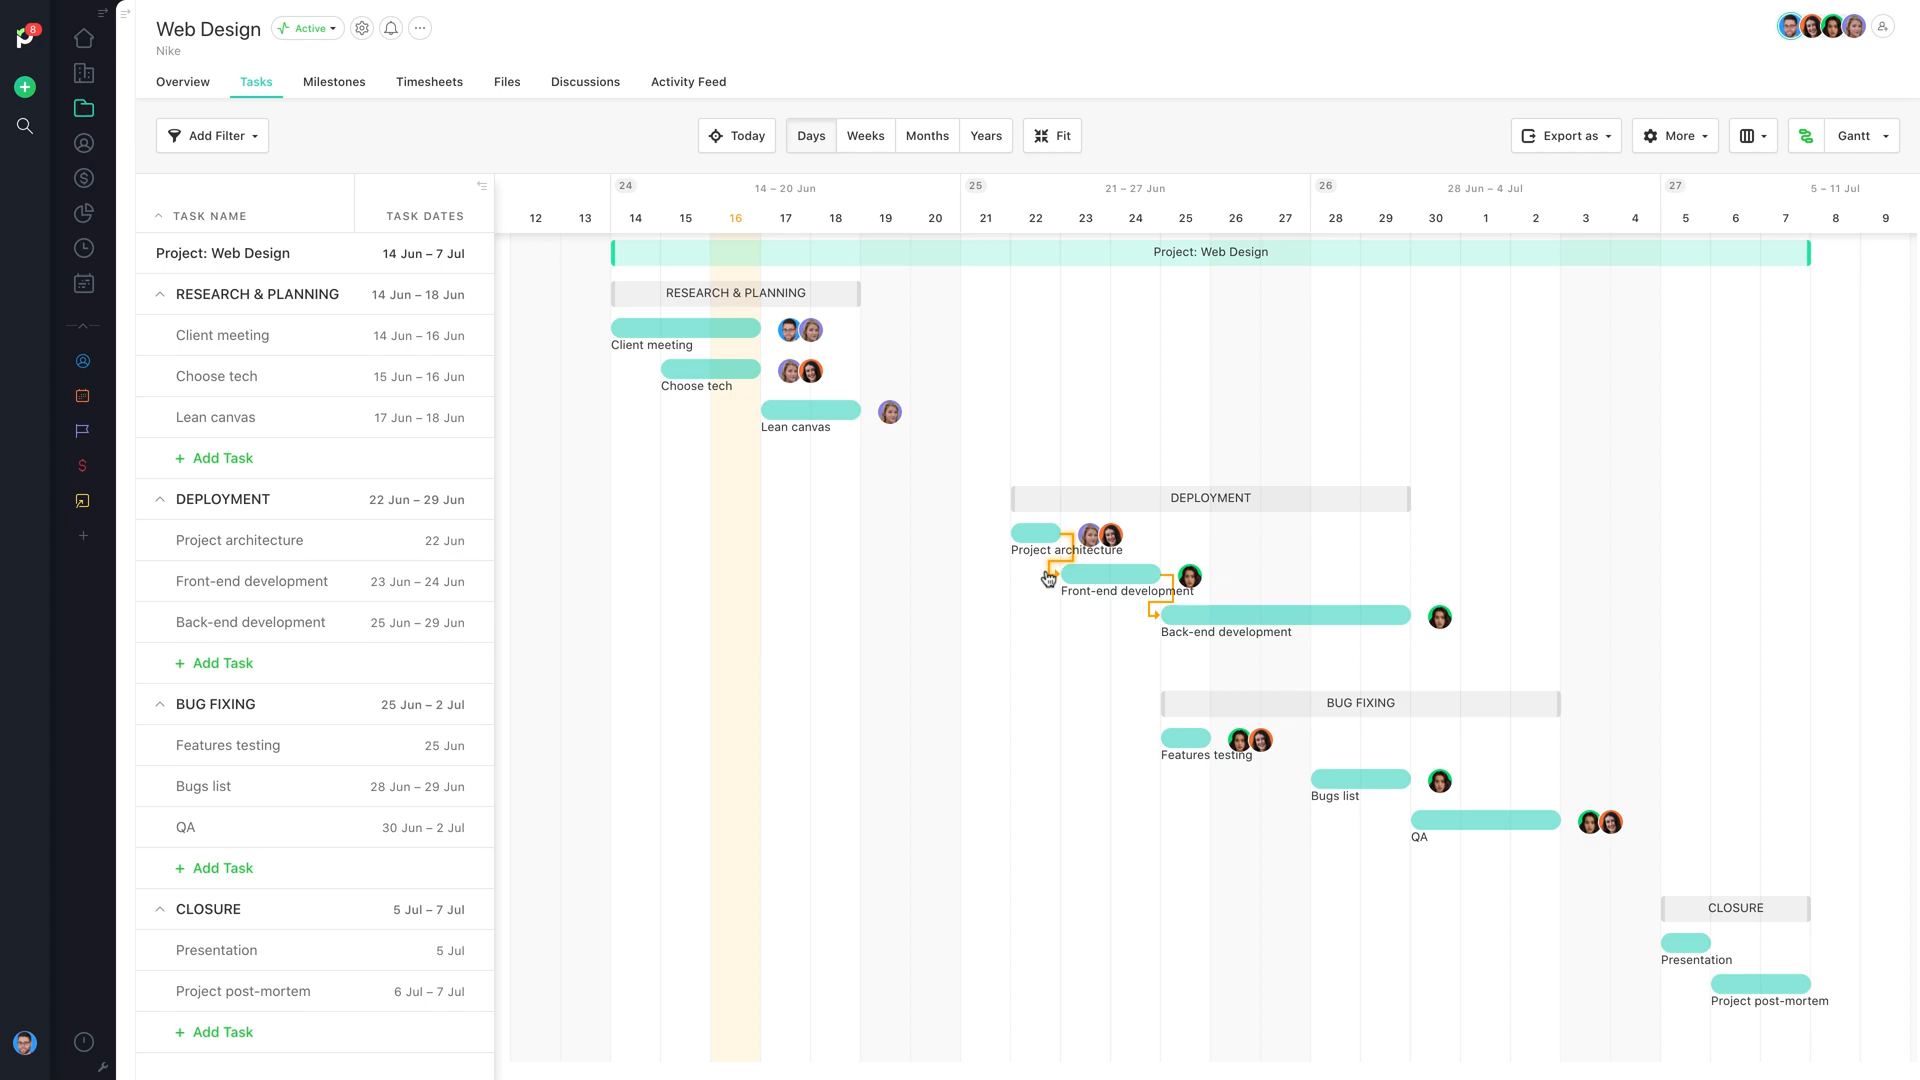 8
Web Design
Active
Nike
Overview Tasks Milestones Timesheets Files Discussions Activity Feed
Add Filter
Today
Days Weeks Months Years
Fit
Export as
More
Gantt
TASK NAME TASK DATES
24 14 – 20 Jun 25 21 – 27 Jun 26 28 Jun – 4 Jul 27 5 – 11 Jul
12 13 14 15 16 17 18 19 20 21 22 23 24 25 26 27 28 29 30 1 2 3 4 5 6 7 8 9
Project: Web Design 14 Jun – 7 Jul
Project: Web Design
RESEARCH & PLANNING 14 Jun – 18 Jun
RESEARCH & PLANNING
Client meeting 14 Jun – 16 Jun
Client meeting
Choose tech 15 Jun – 16 Jun
Choose tech
Lean canvas 17 Jun – 18 Jun
Lean canvas
+ Add Task
DEPLOYMENT 22 Jun – 29 Jun
DEPLOYMENT
Project architecture 22 Jun
Project architecture
Front-end development 23 Jun – 24 Jun
Front-end development
Back-end development 25 Jun – 29 Jun
Back-end development
+ Add Task
BUG FIXING 25 Jun – 2 Jul
BUG FIXING
Features testing 25 Jun
Features testing
Bugs list 28 Jun – 29 Jun
Bugs list
QA 30 Jun – 2 Jul
QA
+ Add Task
CLOSURE 5 Jul – 7 Jul
CLOSURE
Presentation 5 Jul
Presentation
Project post-mortem 6 Jul – 7 Jul
Project post-mortem
+ Add Task